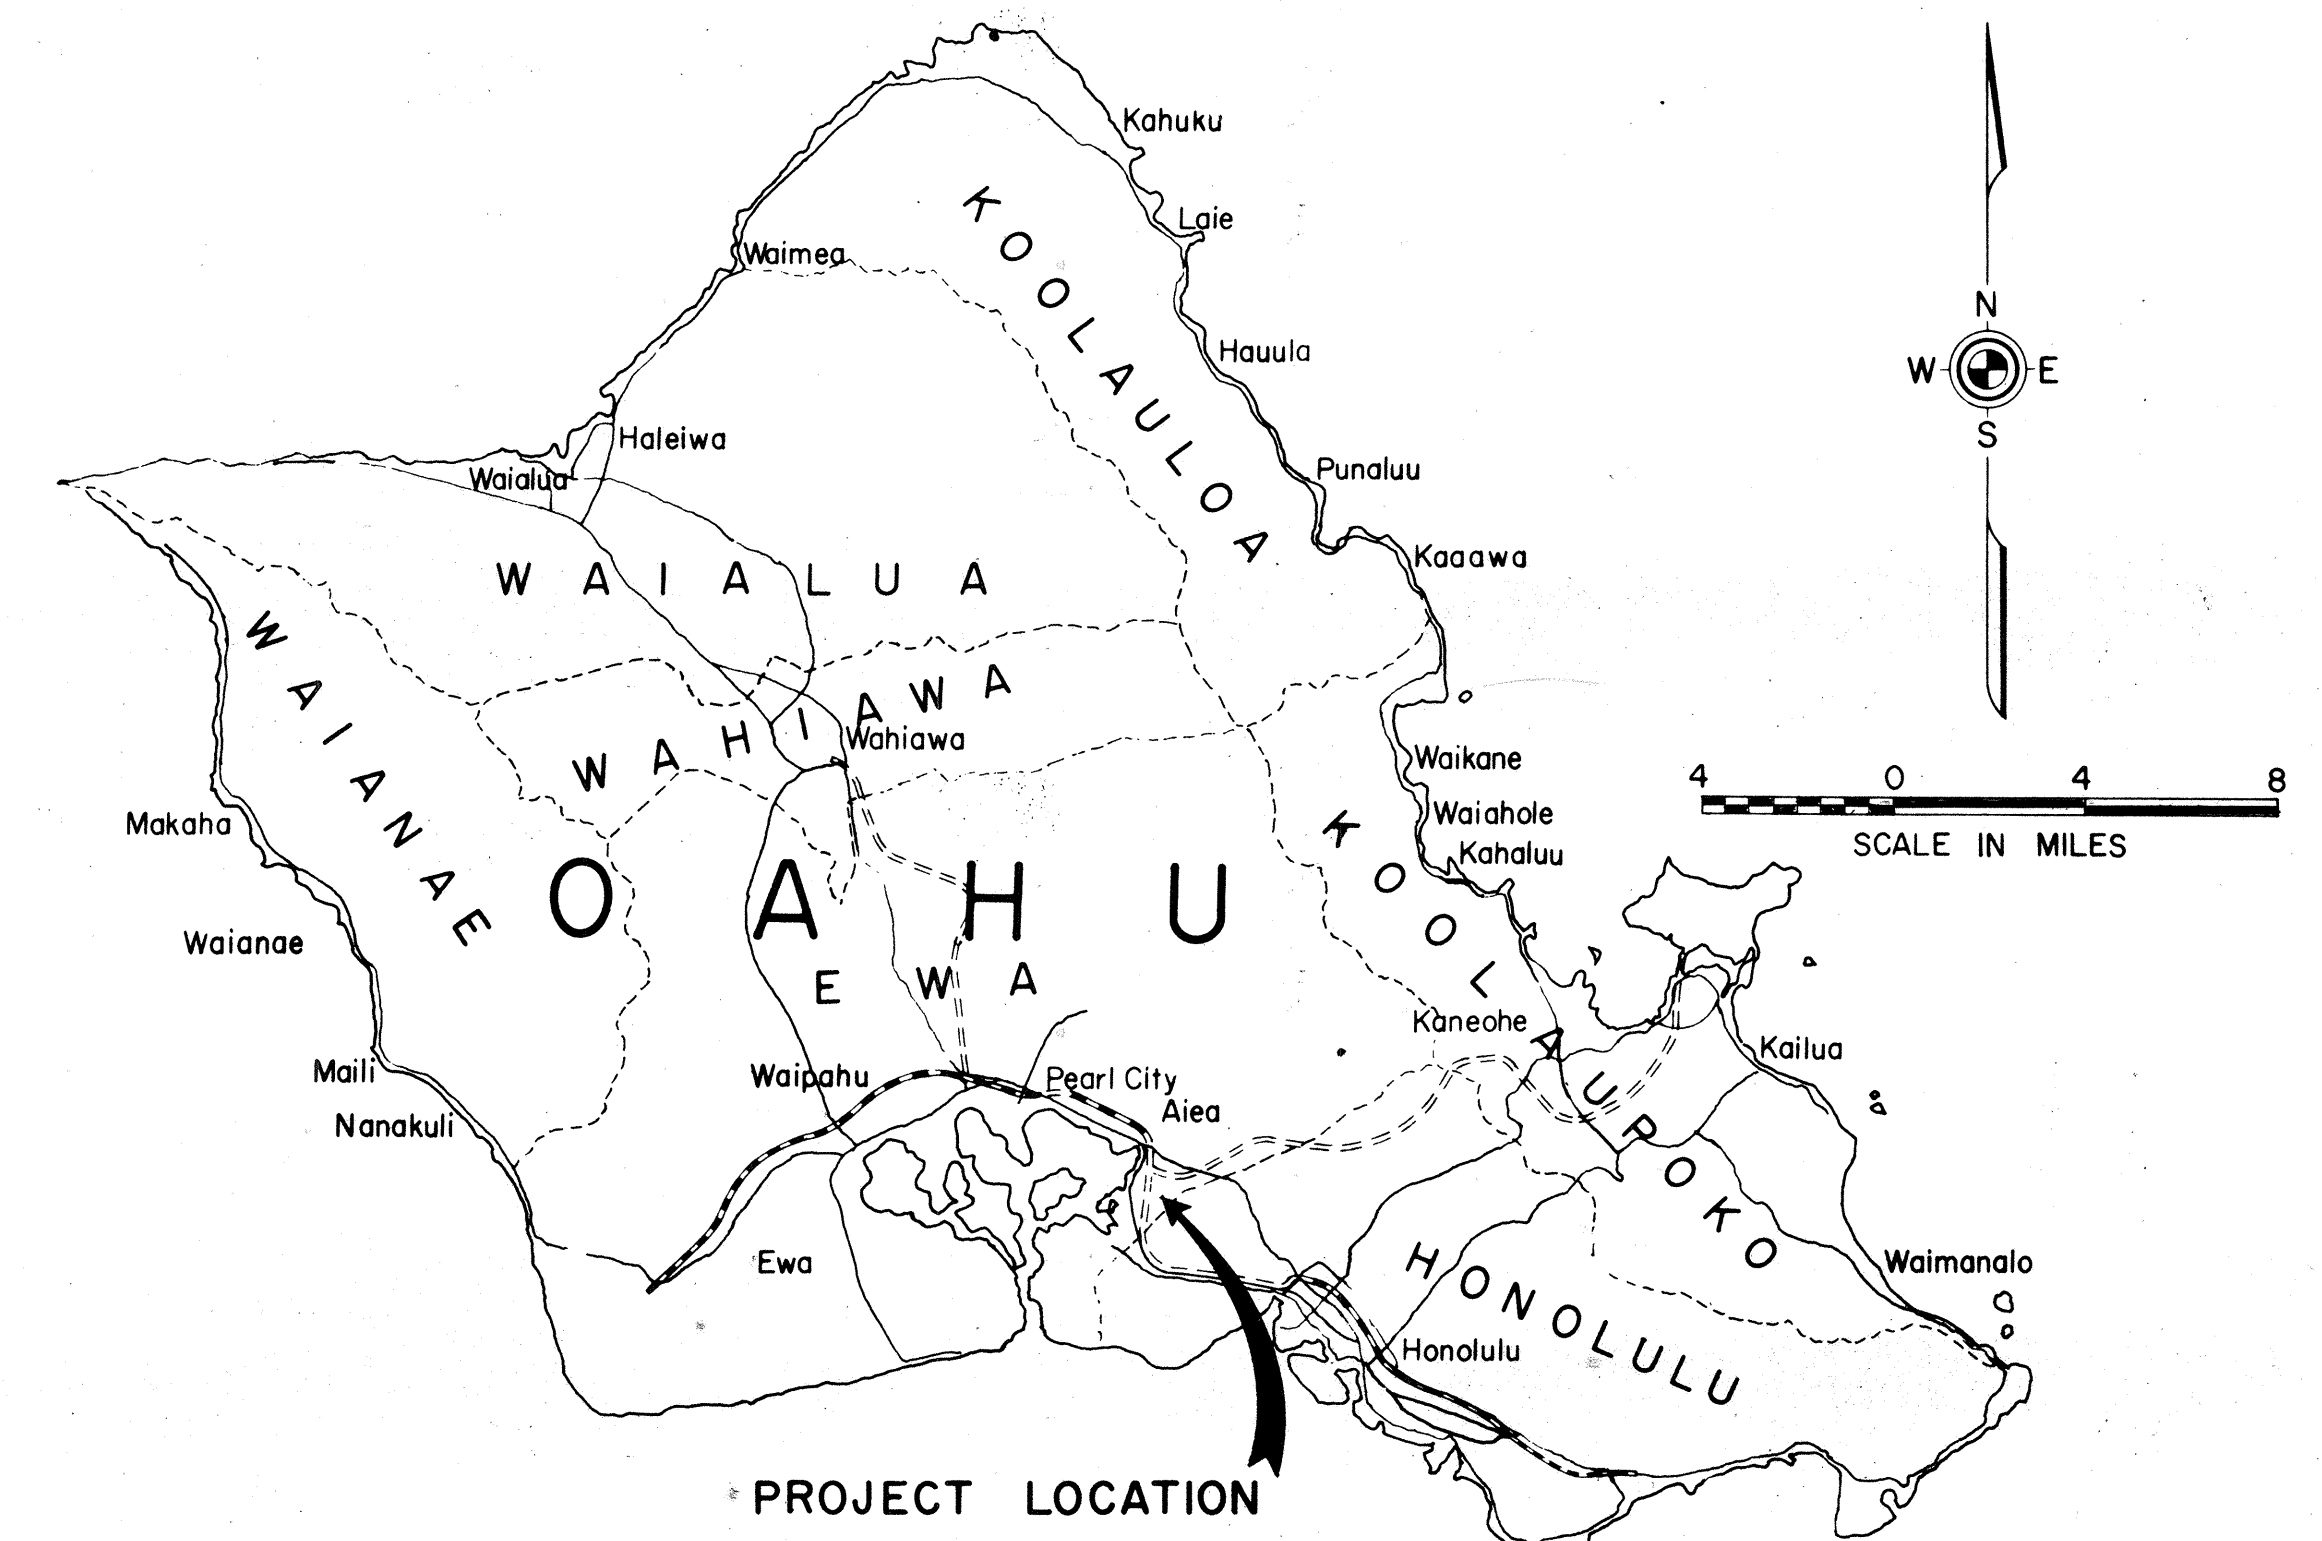 Kahuku
Laie
KOOLAULOA
Waimea
N
W E
S
Hauula
Haleiwa
Punaluu
Waialua
Kaaawa
WAIALUA
WAIANAE
WAHIAWA
Wahiawa
Waikane
4 0 4 8
SCALE IN MILES
Waiahole
Makaha
Kahaluu
KOOLAUPOKO
OAHU
Waianae
EWA
Kaneohe
Kailua
Maili
Waipahu
Pearl City
Aiea
Nanakuli
Ewa
HONOLULU
Waimanalo
Honolulu
PROJECT LOCATION